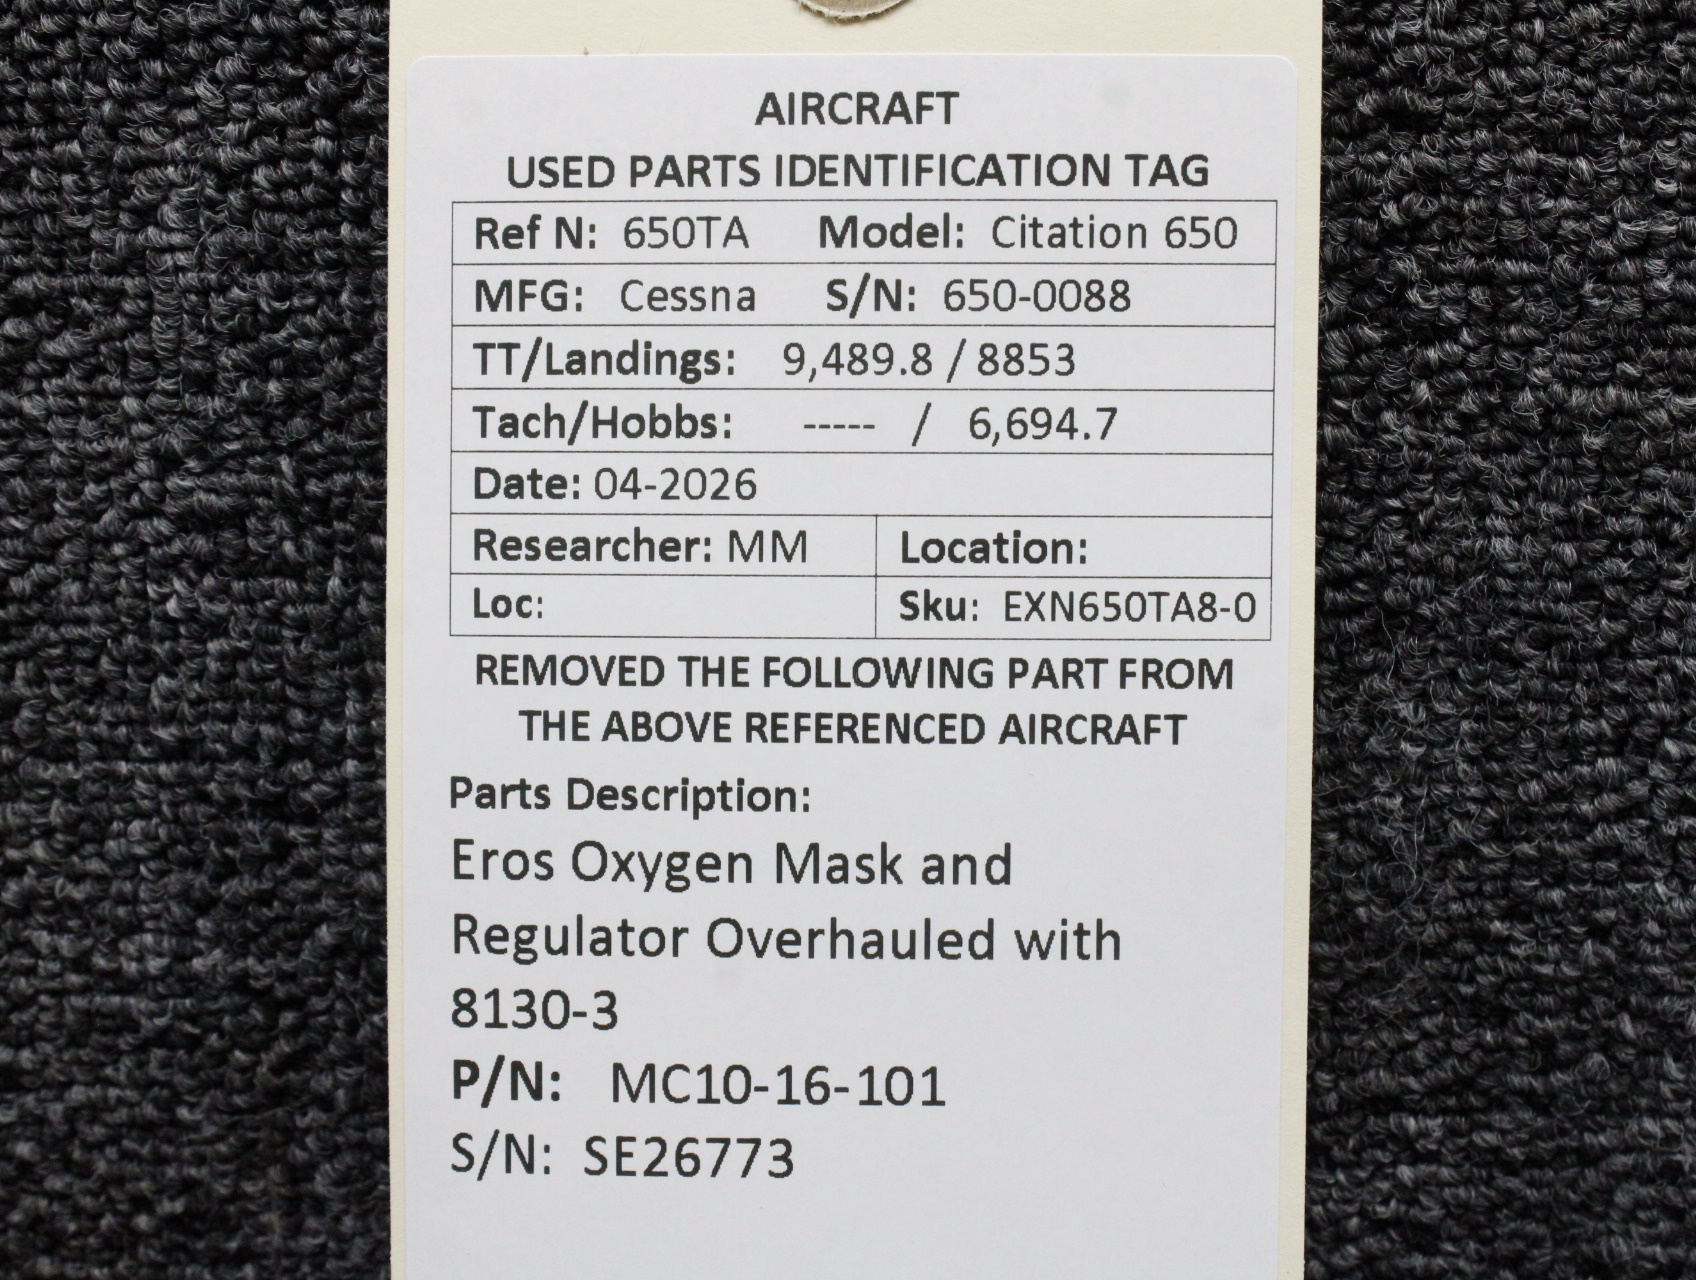 AIRCRAFT
USED PARTS IDENTIFICATION TAG
Ref N: 650TA Model: Citation 650
MFG: Cessna S/N: 650-0088
TT/Landings: 9,489.8 / 8853
Tach/Hobbs: ----- / 6,694.7
Date: 04-2026
Researcher: MM Location:
Loc: Sku: EXN650TA8-0
REMOVED THE FOLLOWING PART FROM
THE ABOVE REFERENCED AIRCRAFT
Parts Description:
Eros Oxygen Mask and
Regulator Overhauled with
8130-3
P/N: MC10-16-101
S/N: SE26773